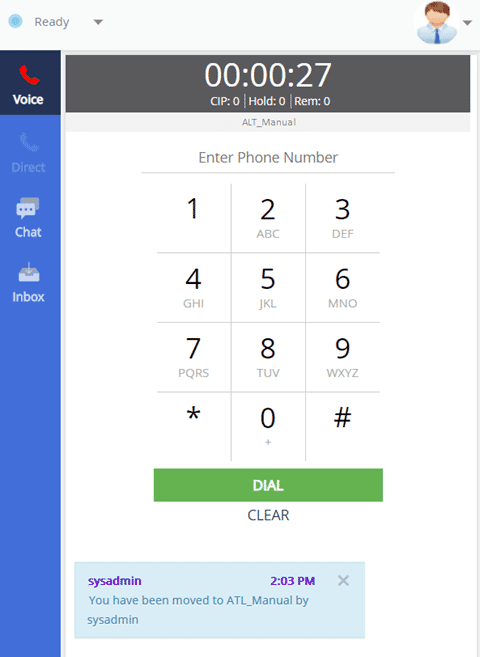 Ready
Voice
Direct
Chat
Inbox
00:00:27
CIP: 0 | Hold: 0 | Rem: 0
ALT_Manual
Enter Phone Number
1 2 3
ABC DEF
4 5 6
GHI JKL MNO
7 8 9
PQRS TUV WXYZ
* 0 #
+
DIAL
CLEAR
sysadmin 2:03 PM ×
You have been moved to ATL_Manual by
sysadmin